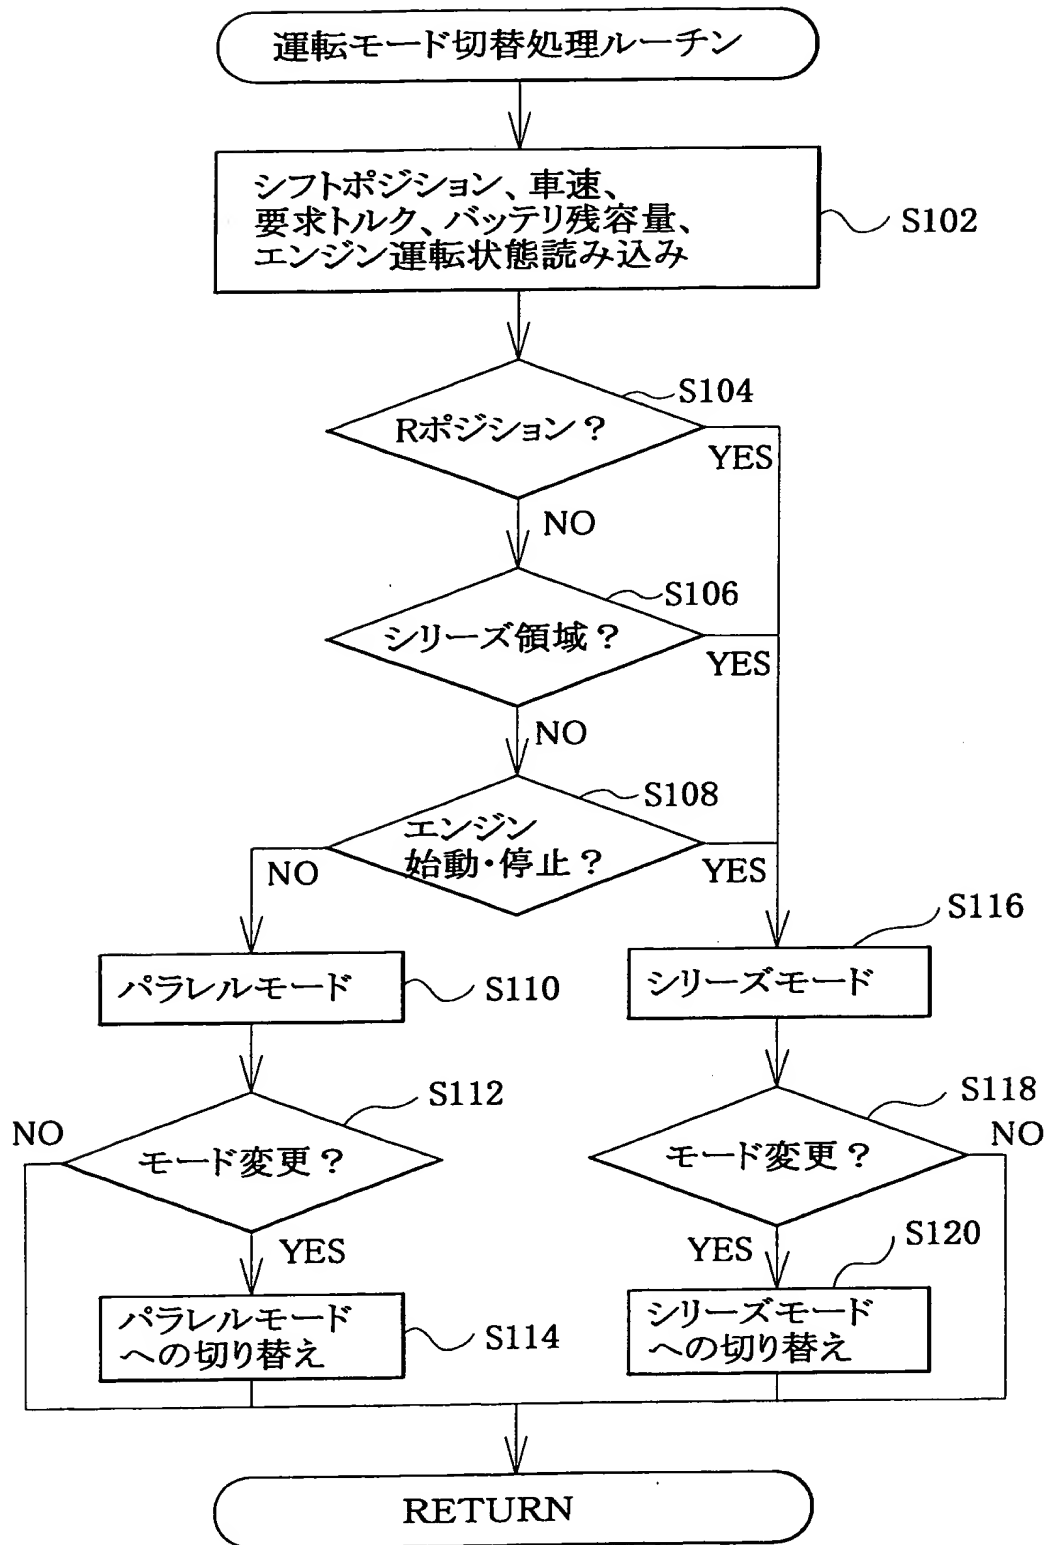 運転モード切替処理ルーチン
シフトポジション、車速、
要求トルク、バッテリ残容量、
エンジン運転状態読み込み
S102
S104
Rポジション？
YES
NO
S106
シリーズ領域？
YES
NO
S108
エンジン
始動・停止？
NO
YES
S116
パラレルモード
S110
シリーズモード
S112
S118
NO
モード変更？
モード変更？
NO
YES
YES
S120
パラレルモード
への切り替え
S114
シリーズモード
への切り替え
RETURN